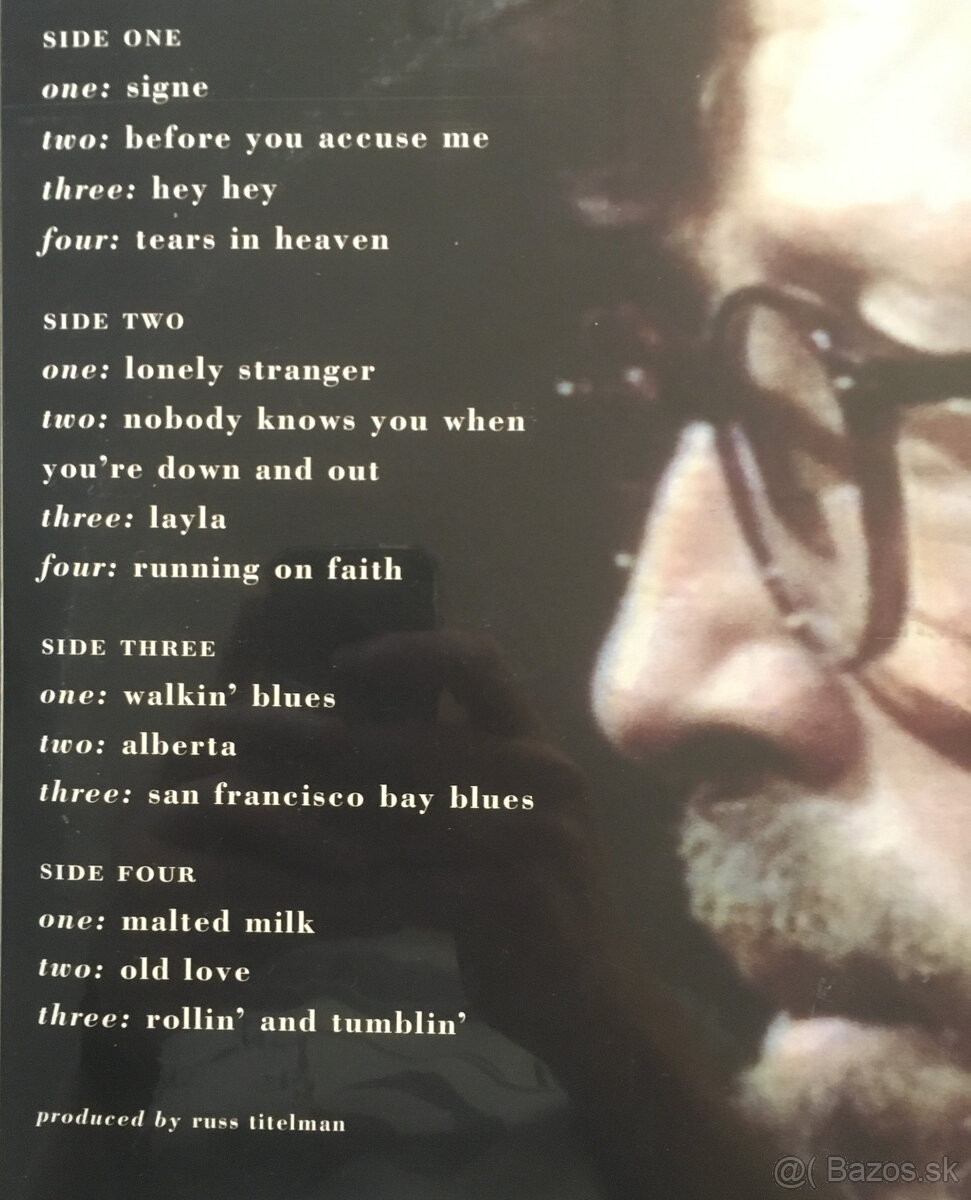 SIDE ONE
one: signe
two: before you accuse me
three: hey hey
four: tears in heaven
SIDE TWO
one: lonely stranger
two: nobody knows you when
you're down and out
three: layla
four: running on faith
SIDE THREE
one: walkin' blues
two: alberta
three: san francisco bay blues
SIDE FOUR
one: malted milk
two: old love
three: rollin' and tumblin'
produced by russ titelman
@( Bazos.sk